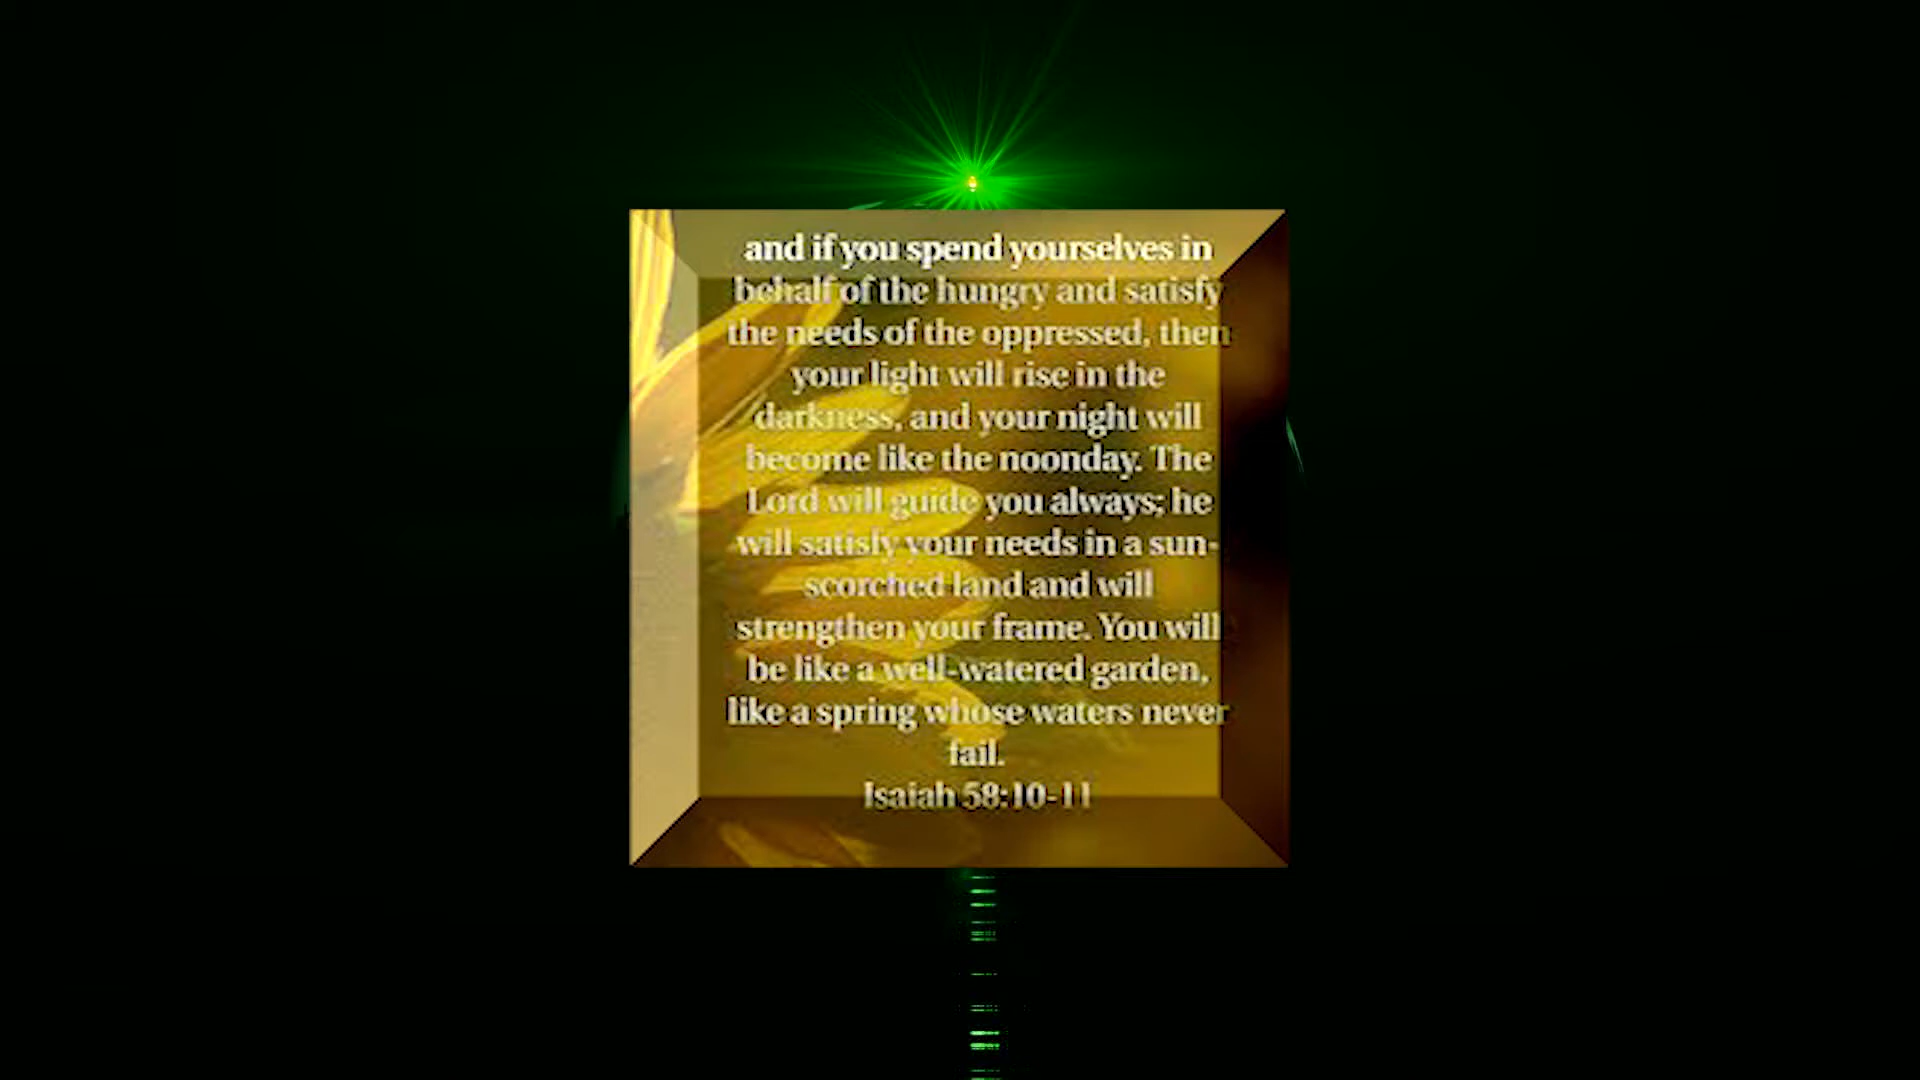 and if you spend yourselves in
behalf of the hungry and satisfy
the needs of the oppressed, then
your light will rise in the
darkness, and your night will
become like the noonday. The
Lord will guide you always; he
will satisfy your needs in a sun-
scorched land and will
strengthen your frame. You will
be like a well-watered garden,
like a spring whose waters never
fail.
Isaiah 58:10-11